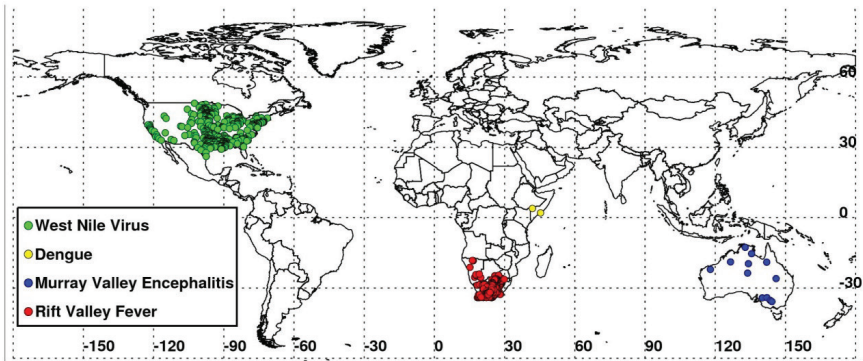 60
30
0
-30
West Nile Virus
Dengue
Murray Valley Encephalitis
Rift Valley Fever
-150 -120 -90 -60 -30 0 30 60 90 120 150